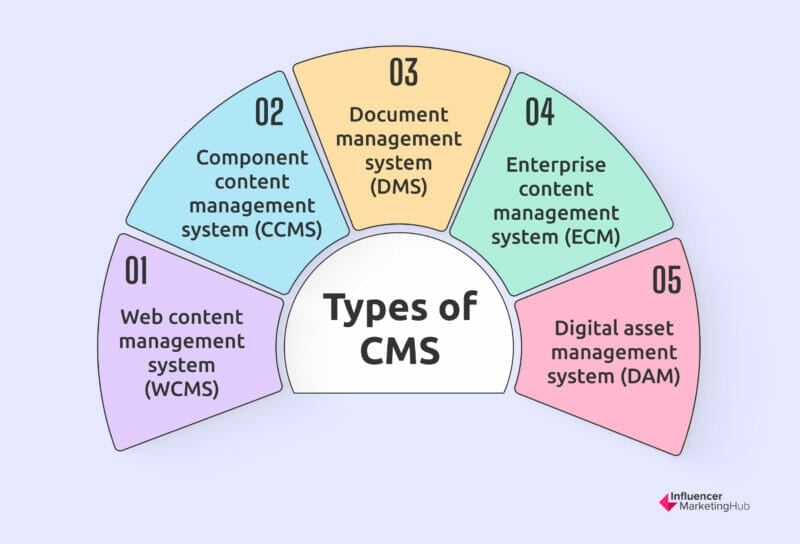 01
Web content
management
system
(WCMS)
02
Component
content
management
system (CCMS)
03
Document
management
system
(DMS)
04
Enterprise
content
management
system (ECM)
05
Digital asset
management
system (DAM)
Types of
CMS
Influencer
MarketingHub